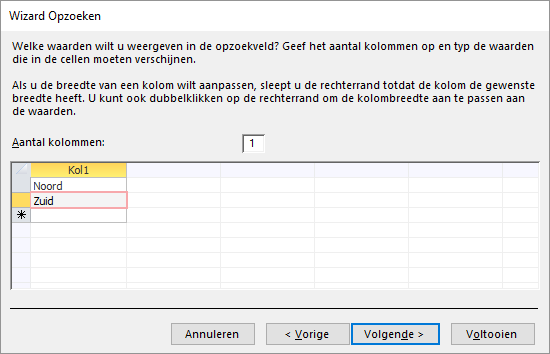 Wizard Opzoeken
Welke waarden wilt u weergeven in de opzoekveld? Geef het aantal kolommen op en typ de waarden
die in de cellen moeten verschijnen.
Als u de breedte van een kolom wilt aanpassen, sleept u de rechterrand totdat de kolom de gewenste
breedte heeft. U kunt ook dubbelklikken op de rechterrand om de kolombreedte aan te passen aan
de waarden.
Aantal kolommen: 1
Kol1
Noord
Zuid
Annuleren < Vorige Volgende > Voltooien